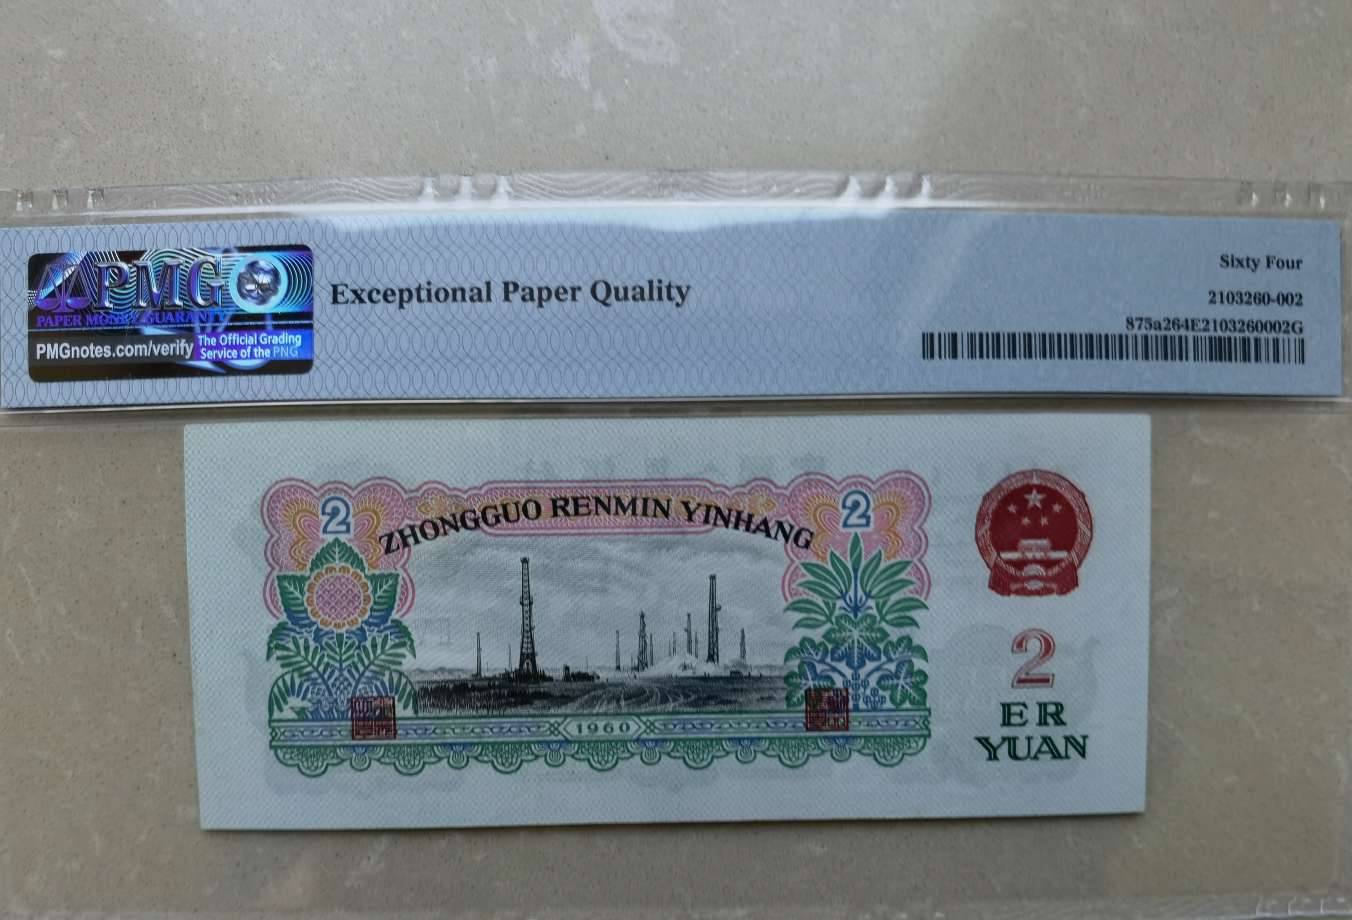 PMG
PAPER MONEY GUARANTY
PMGnotes.com/verify
The Official Grading
Service of the PNG
Exceptional Paper Quality
Sixty Four
2103260-002
875a264E2103260002G
2
ZHONGGUO RENMIN YINHANG
2
1960
2
ER
YUAN